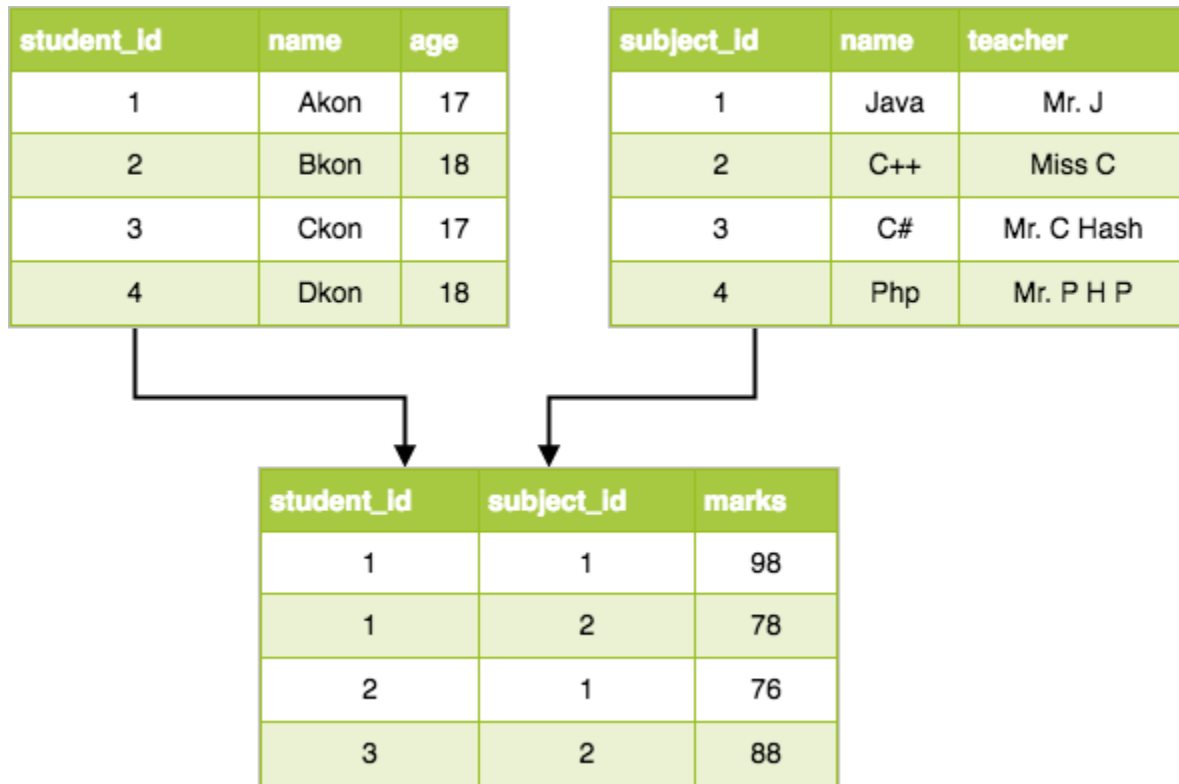 student_id name age
1 Akon 17
2 Bkon 18
3 Ckon 17
4 Dkon 18
subject_id name teacher
1 Java Mr. J
2 C++ Miss C
3 C# Mr. C Hash
4 Php Mr. P H P
student_id subject_id marks
1 1 98
1 2 78
2 1 76
3 2 88